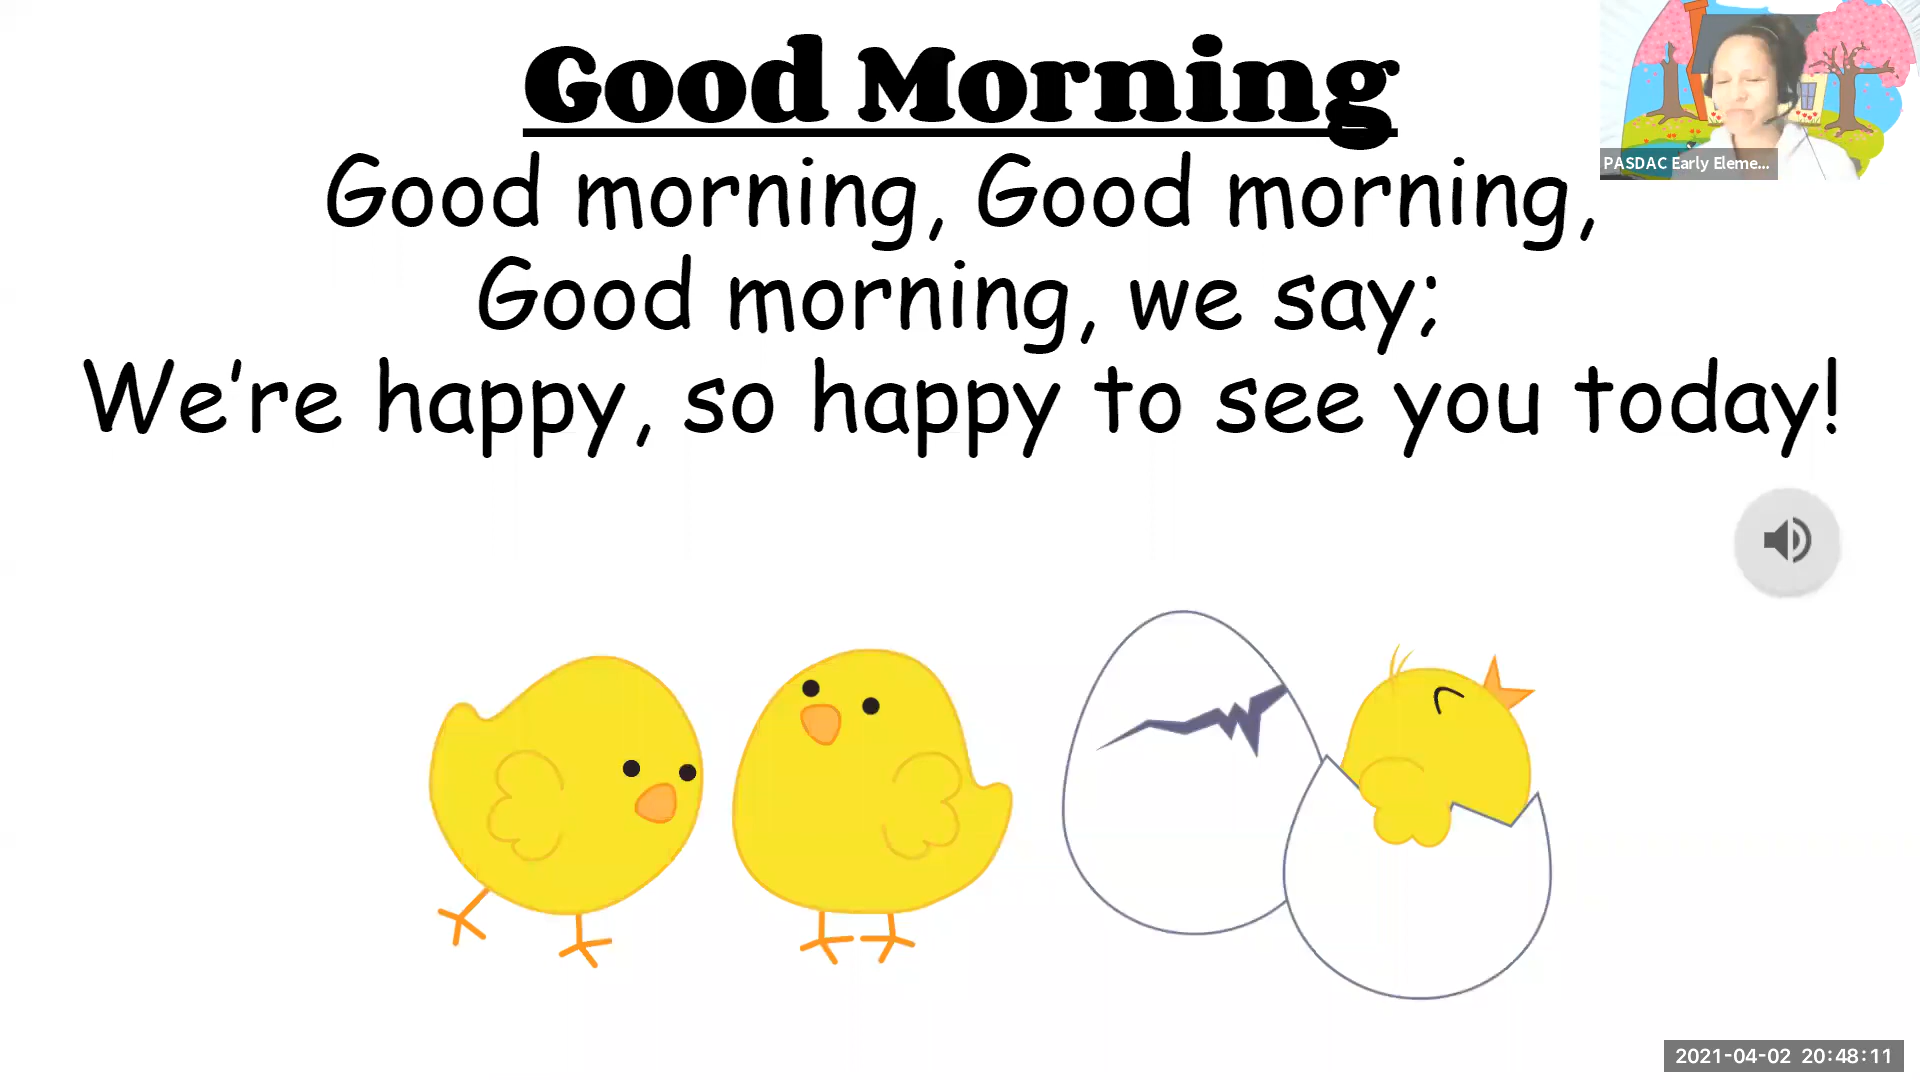 Good Morning
Good morning, Good morning,
Good morning, we say;
We're happy, so happy to see you today!
PASDAC Early Eleme...
2021-04-02 20:48:11